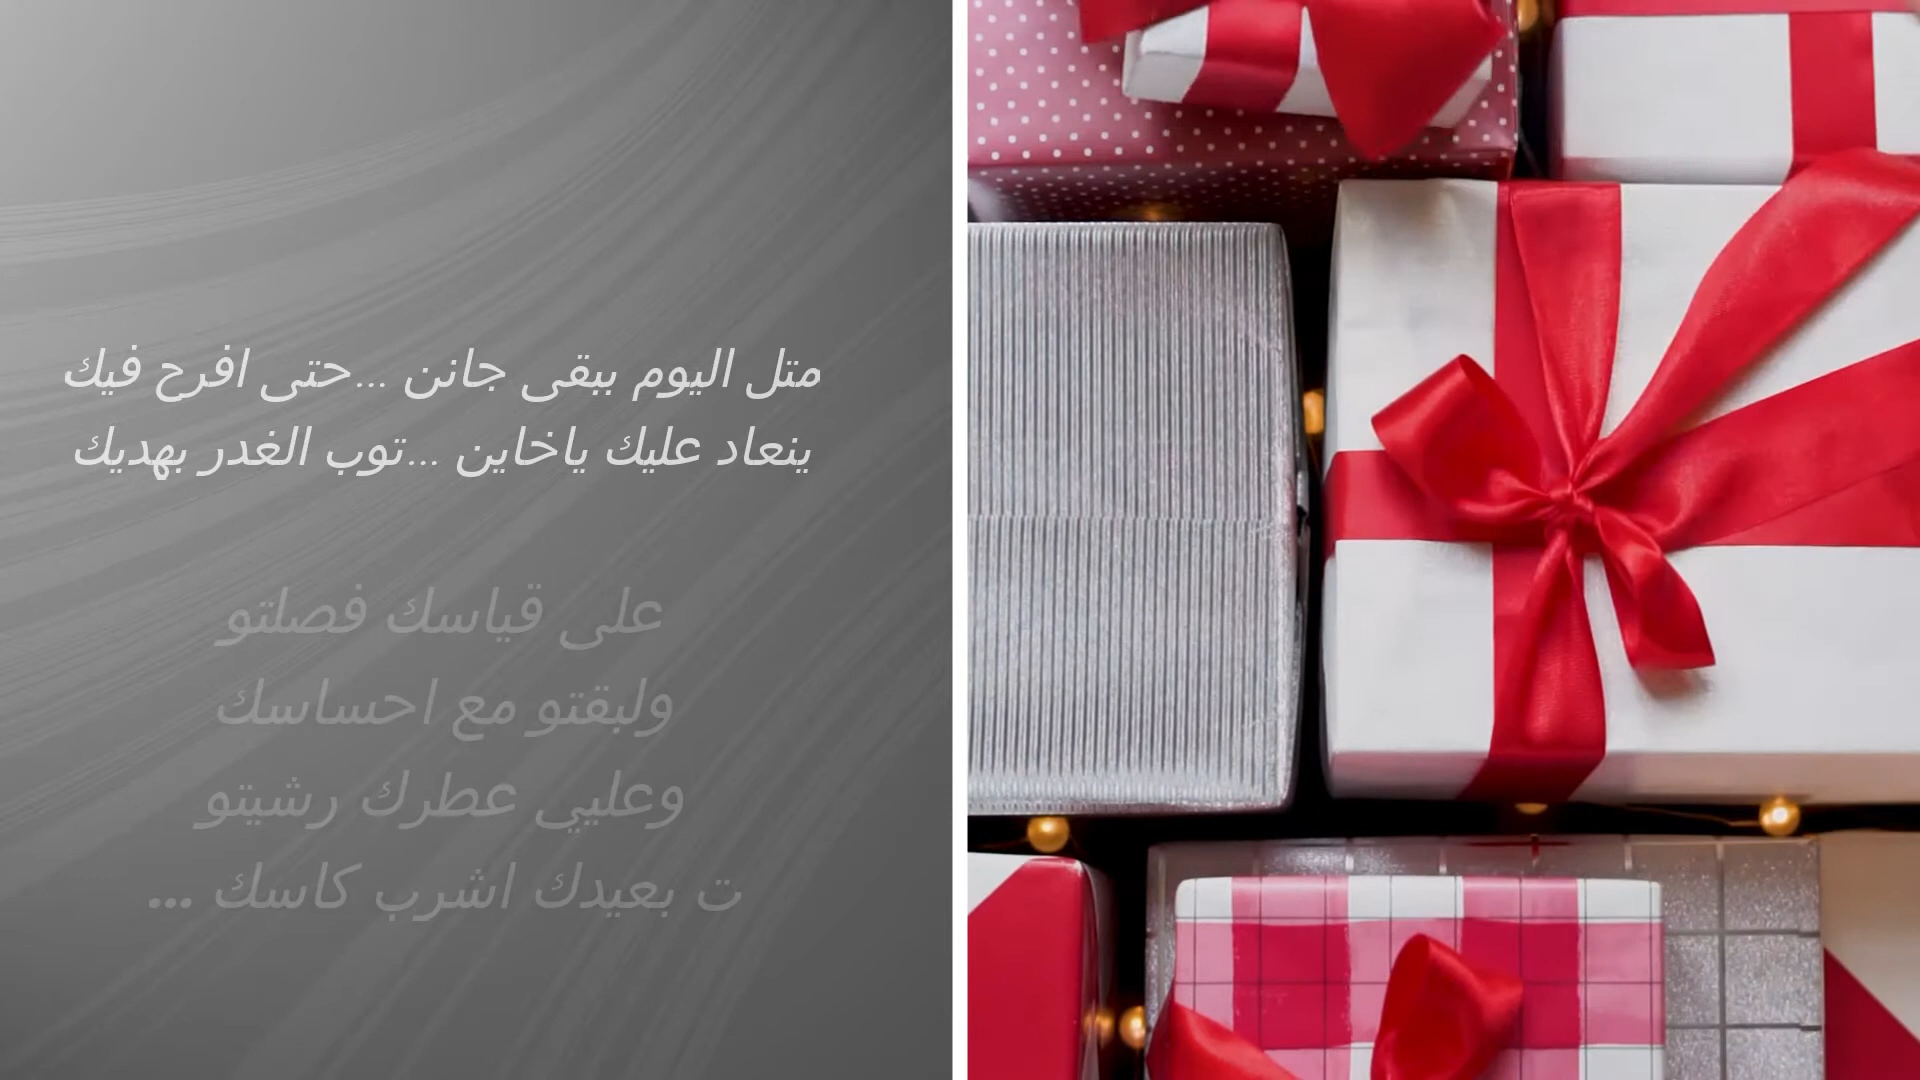 متل اليوم ببقى جانن ...حتى افرح فيك
ينعاد عليك ياخاين ...توب الغدر بهديك
على قياسك فصلتو
ولبقتو مع احساسك
وعليي عطرك رشيتو
ت بعيدك اشرب كاسك ...